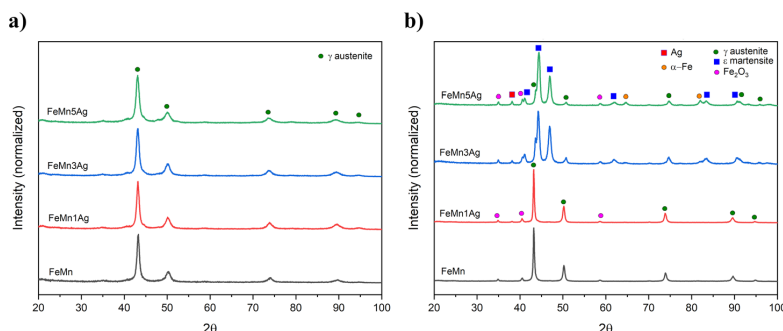 a)
γ austenite
FeMn5Ag
FeMn3Ag
FeMn1Ag
FeMn
Intensity (normalized)
20 30 40 50 60 70 80 90 100
2θ
b)
Ag
α−Fe
γ austenite
ε martensite
Fe2O3
FeMn5Ag
FeMn3Ag
FeMn1Ag
FeMn
Intensity (normalized)
20 30 40 50 60 70 80 90 100
2θ